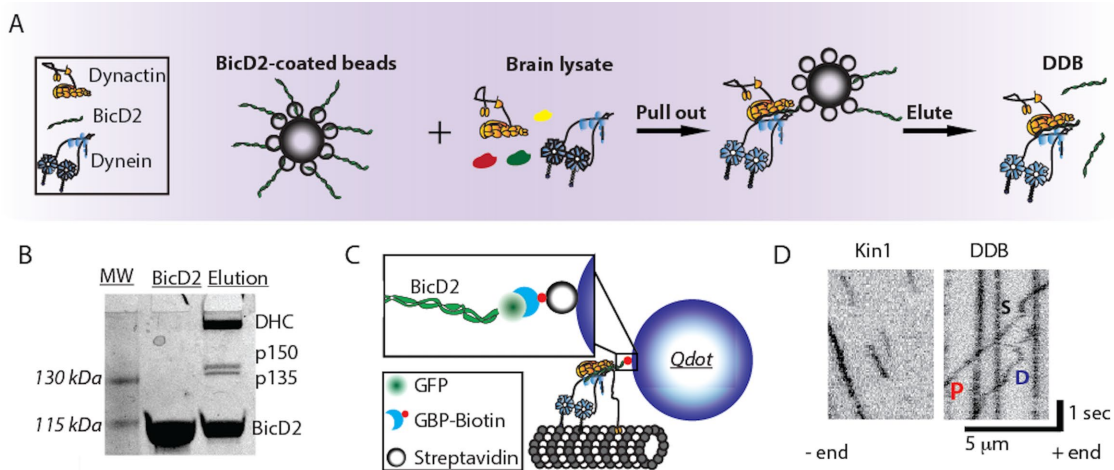 A
Dynactin
BicD2
Dynein
BicD2-coated beads
+
Brain lysate
Pull out
Elute
DDB
B
MW BicD2 Elution
DHC
p150
130 kDa p135
115 kDa BicD2
C
BicD2
Qdot
GFP
GBP-Biotin
Streptavidin
D
Kin1 DDB
S
D
P
1 sec
5 μm
- end + end